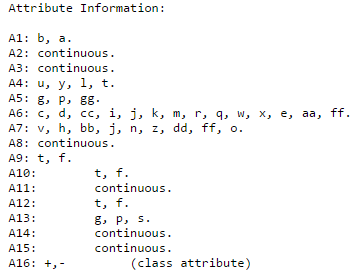 Attribute Information:
A1: b, a.
A2: continuous.
A3: continuous.
A4: u, y, l, t.
A5: g, p, gg.
A6: c, d, cc, i, j, k, m, r, q, w, x, e, aa, ff.
A7: v, h, bb, j, n, z, dd, ff, o.
A8: continuous.
A9: t, f.
A10: t, f.
A11: continuous.
A12: t, f.
A13: g, p, s.
A14: continuous.
A15: continuous.
A16: +,- (class attribute)